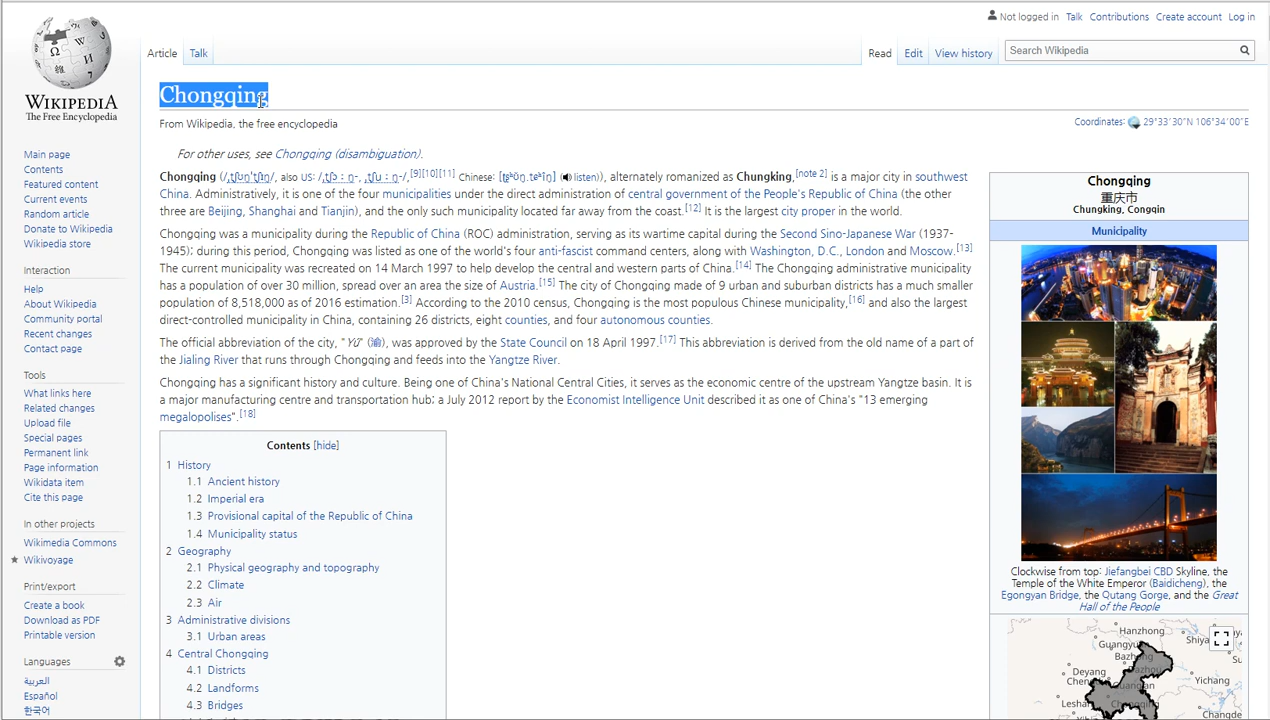 Not logged in Talk Contributions Create account Log in
Article Talk Read Edit View history Search Wikipedia
WIKIPEDIA
The Free Encyclopedia
Main page
Contents
Featured content
Current events
Random article
Donate to Wikipedia
Wikipedia store
Interaction
Help
About Wikipedia
Community portal
Recent changes
Contact page
Tools
What links here
Related changes
Upload file
Special pages
Permanent link
Page information
Wikidata item
Cite this page
In other projects
Wikimedia Commons
Wikivoyage
Print/export
Create a book
Download as PDF
Printable version
Languages
العربية
Español
한국어
Chongqing
From Wikipedia, the free encyclopedia
Coordinates: 29°33′30″N 106°34′00″E
For other uses, see Chongqing (disambiguation).
Chongqing (also US: [9][10][11] Chinese: (listen)), alternately romanized as Chungking,[note 2] is a major city in southwest
China. Administratively, it is one of the four municipalities under the direct administration of central government of the People's Republic of China (the other
three are Beijing, Shanghai and Tianjin), and the only such municipality located far away from the coast.[12] It is the largest city proper in the world.
Chongqing was a municipality during the Republic of China (ROC) administration, serving as its wartime capital during the Second Sino-Japanese War (1937-
1945); during this period, Chongqing was listed as one of the world's four anti-fascist command centers, along with Washington, D.C., London and Moscow.[13]
The current municipality was recreated on 14 March 1997 to help develop the central and western parts of China.[14] The Chongqing administrative municipality
has a population of over 30 million, spread over an area the size of Austria.[15] The city of Chongqing made of 9 urban and suburban districts has a much smaller
population of 8,518,000 as of 2016 estimation.[3] According to the 2010 census, Chongqing is the most populous Chinese municipality,[16] and also the largest
direct-controlled municipality in China, containing 26 districts, eight counties, and four autonomous counties.
The official abbreviation of the city, "Yú" (渝), was approved by the State Council on 18 April 1997.[17] This abbreviation is derived from the old name of a part of
the Jialing River that runs through Chongqing and feeds into the Yangtze River.
Chongqing has a significant history and culture. Being one of China's National Central Cities, it serves as the economic centre of the upstream Yangtze basin. It is
a major manufacturing centre and transportation hub; a July 2012 report by the Economist Intelligence Unit described it as one of China's "13 emerging
megalopolises".[18]
Contents [hide]
1 History
1.1 Ancient history
1.2 Imperial era
1.3 Provisional capital of the Republic of China
1.4 Municipality status
2 Geography
2.1 Physical geography and topography
2.2 Climate
2.3 Air
3 Administrative divisions
3.1 Urban areas
4 Central Chongqing
4.1 Districts
4.2 Landforms
4.3 Bridges
Chongqing
重庆市
Chungking, Congqin
Municipality
Clockwise from top: Jiefangbei CBD Skyline, the
Temple of the White Emperor (Baidicheng), the
Egongyan Bridge, the Qutang Gorge, and the Great
Hall of the People
Hanzhong
Shiya
Deyang
Yichang